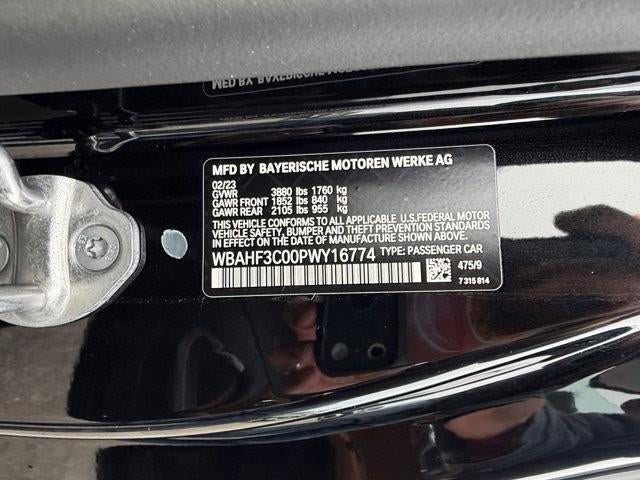 MFD BY BAYERISCHE MOTOREN WERKE AG
02/23
GVWR 3880 lbs 1760 kg
GAWR FRONT 1852 lbs 840 kg
GAWR REAR 2105 lbs 955 kg
THIS VEHICLE CONFORMS TO ALL APPLICABLE U.S.FEDERAL MOTOR
VEHICLE SAFETY, BUMPER AND THEFT PREVENTION STANDARDS
IN EFFECT ON THE DATE OF MANUFACTURE SHOWN ABOVE.
WBAHF3C00PWY16774 TYPE: PASSENGER CAR
475/9
7 315 814